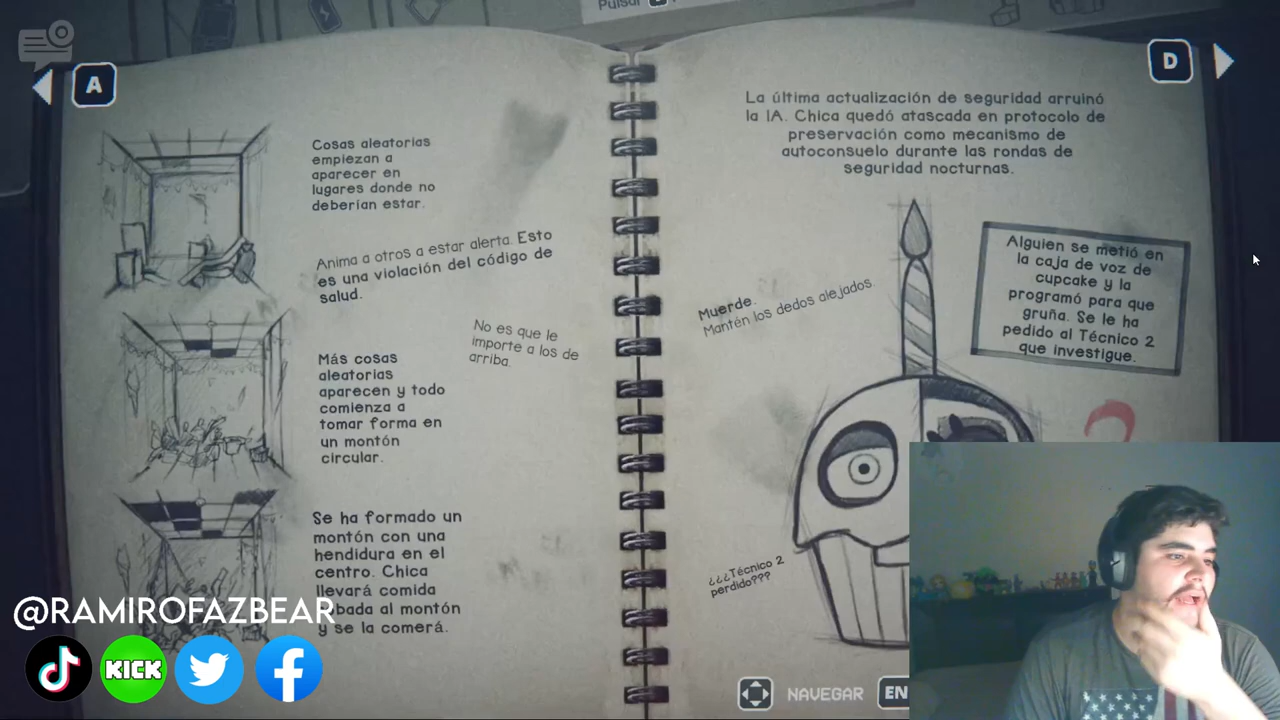 Pulsar
A
D
Cosas aleatorias
empiezan a
aparecer en
lugares donde no
deberían estar.
Anima a otros a estar alerta. Esto
es una violación del código de
salud.
No es que le
importe a los de
arriba.
Más cosas
aleatorias
aparecen y todo
comienza a
tomar forma en
un montón
circular.
Se ha formado un
montón con una
hendidura en el
centro. Chica
llevará comida
robada al montón
y se la comerá.
La última actualización de seguridad arruinó
la IA. Chica quedó atascada en protocolo de
preservación como mecanismo de
autoconsuelo durante las rondas de
seguridad nocturnas.
Alguien se metió en
la caja de voz de
cupcake y la
programó para que
gruña. Se le ha
pedido al Técnico 2
que investigue.
Muerde.
Mantén los dedos alejados.
?
¿¿¿Técnico 2
perdido???
@RAMIROFAZBEAR
KICK
NAVEGAR EN